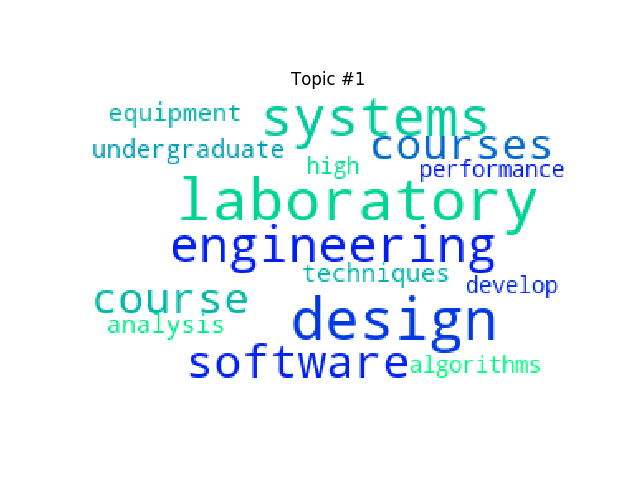 Topic #1
equipment systems
undergraduate courses
high performance
laboratory
engineering
techniques develop
course
analysis design
software algorithms